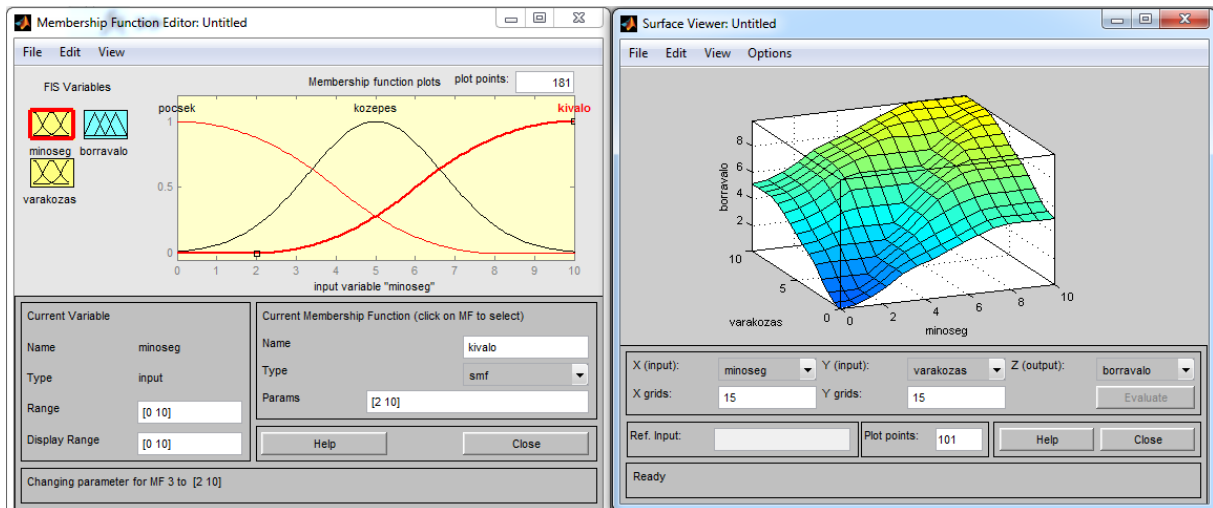 Membership Function Editor: Untitled
File Edit View
FIS Variables
minoseg borravalo
varakozas
Membership function plots plot points: 181
pocsek kozepes kivalo
1
0.5
0
0 1 2 3 4 5 6 7 8 9 10
input variable "minoseg"
Current Variable
Name minoseg
Type input
Range [0 10]
Display Range [0 10]
Current Membership Function (click on MF to select)
Name kivalo
Type smf
Params [2 10]
Help Close
Changing parameter for MF 3 to [2 10]
Surface Viewer: Untitled
File Edit View Options
8
6
4
2
borravalo
10
5
0
varakozas
0 2 4 6 8 10
minoseg
X (input): minoseg Y (input): varakozas Z (output): borravalo
X grids: 15 Y grids: 15 Evaluate
Ref. Input: Plot points: 101 Help Close
Ready